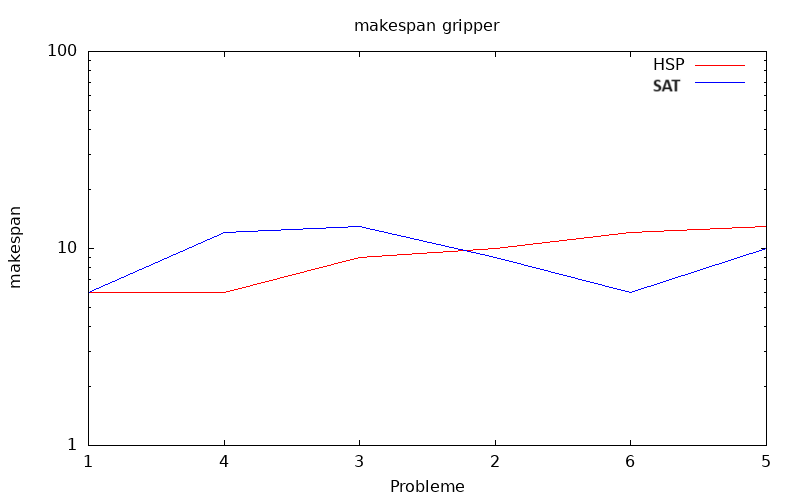 makespan gripper
100
HSP
SAT
10
makespan
1
1 4 3 2 6 5
Probleme